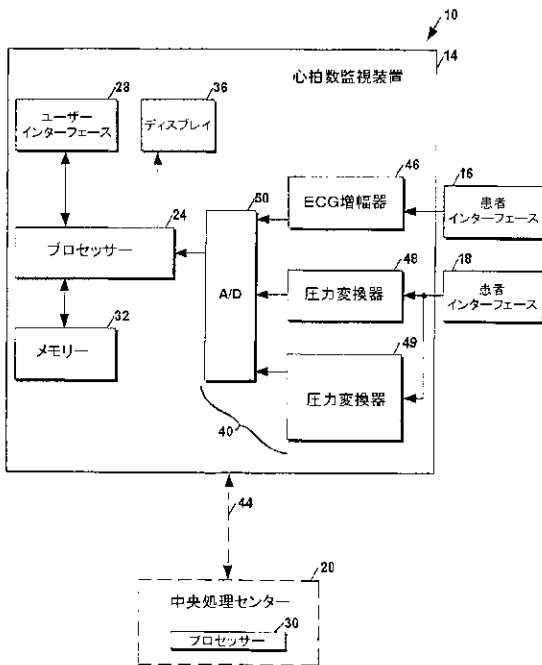 10
14
心拍数監視装置
28
ユーザー
インターフェース
36
ディスプレイ
46
ECG増幅器
16
患者
インターフェース
24
プロセッサー
50
A/D
48
圧力変換器
18
患者
インターフェース
32
メモリー
49
圧力変換器
40
44
20
中央処理センター
30
プロセッサー